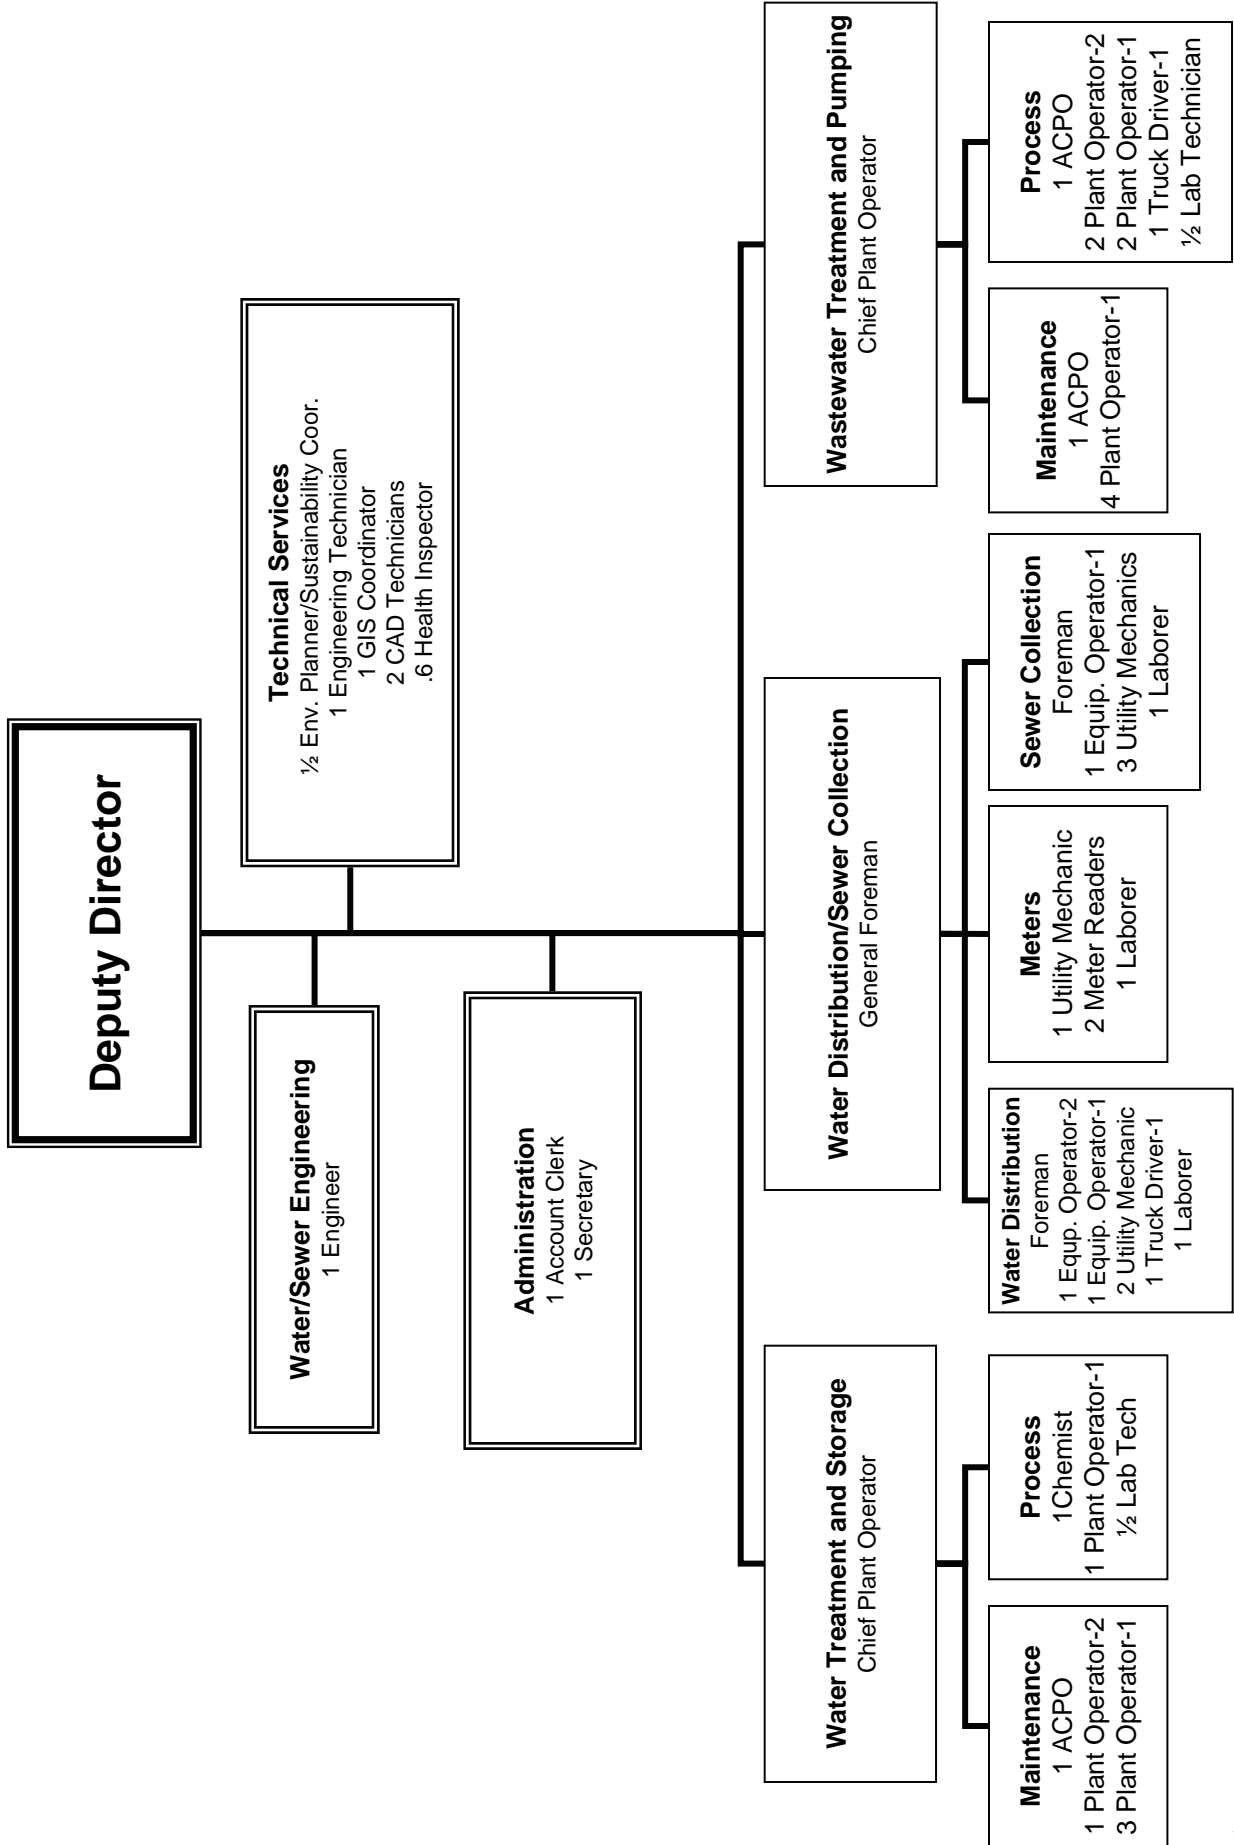 Deputy Director
Water/Sewer Engineering
1 Engineer
Technical Services
½ Env. Planner/Sustainability Coor.
1 Engineering Technician
1 GIS Coordinator
2 CAD Technicians
.6 Health Inspector
Administration
1 Account Clerk
1 Secretary
Water Treatment and Storage
Chief Plant Operator
Water Distribution/Sewer Collection
General Foreman
Wastewater Treatment and Pumping
Chief Plant Operator
Maintenance
1 ACPO
1 Plant Operator-2
3 Plant Operator-1
Process
1Chemist
1 Plant Operator-1
½ Lab Tech
Water Distribution
Foreman
1 Equp. Operator-2
1 Equip. Operator-1
2 Utility Mechanic
1 Truck Driver-1
1 Laborer
Meters
1 Utility Mechanic
2 Meter Readers
1 Laborer
Sewer Collection
Foreman
1 Equip. Operator-1
3 Utility Mechanics
1 Laborer
Maintenance
1 ACPO
4 Plant Operator-1
Process
1 ACPO
2 Plant Operator-2
2 Plant Operator-1
1 Truck Driver-1
½ Lab Technician